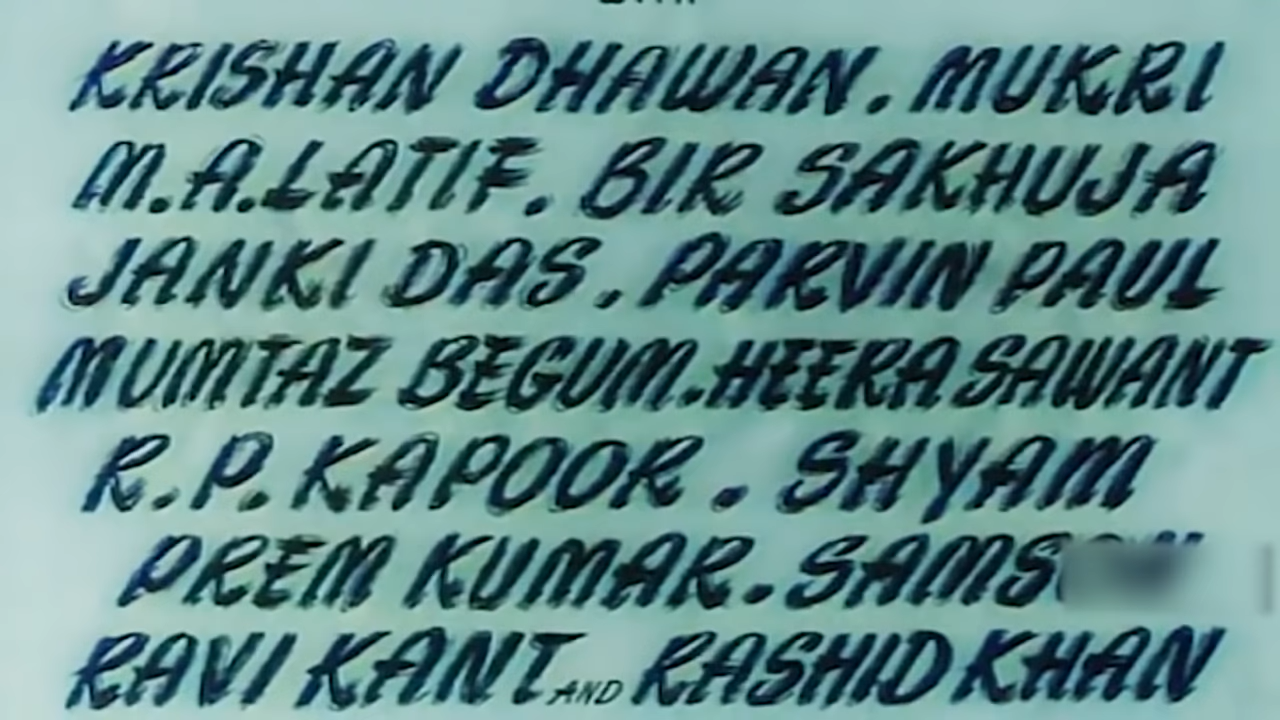 KRISHAN DHAWAN. MUKRI
M.A.LATIF. BIR SAKHUJA
JANKI DAS. PARVIN PAUL
MUMTAZ BEGUM. HEERA SAWANT
R.P. KAPOOR. SHYAM
PREM KUMAR.
RAVI KANT AND RASHID KHAN